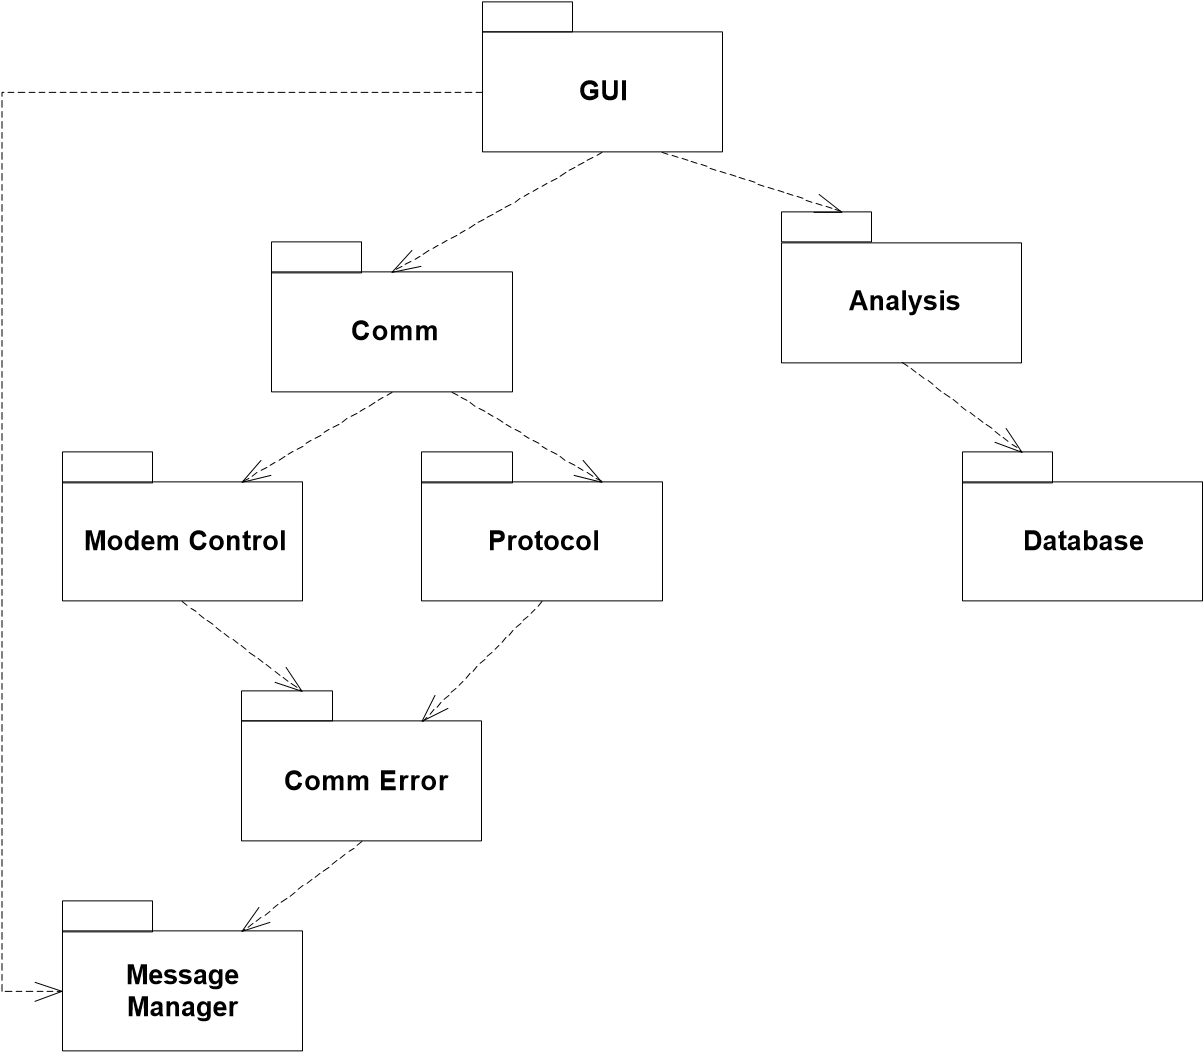 GUI
Analysis
Comm
Modem Control
Protocol
Database
Comm Error
Message
Manager